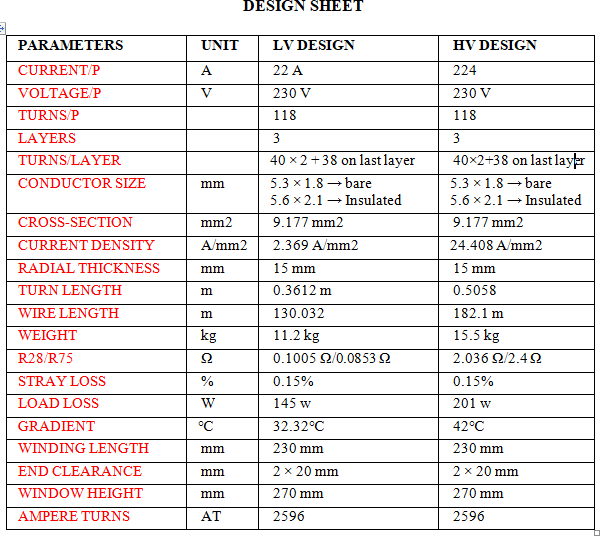 DESIGN SHEET
PARAMETERS UNIT LV DESIGN HV DESIGN
CURRENT/P A 22 A 224
VOLTAGE/P V 230 V 230 V
TURNS/P 118 118
LAYERS 3 3
TURNS/LAYER 40 × 2 + 38 on last layer 40×2+38 on last layer
CONDUCTOR SIZE mm 5.3 × 1.8 → bare 5.3 × 1.8 → bare
5.6 × 2.1 → Insulated 5.6 × 2.1 → Insulated
CROSS-SECTION mm2 9.177 mm2 9.177 mm2
CURRENT DENSITY A/mm2 2.369 A/mm2 24.408 A/mm2
RADIAL THICKNESS mm 15 mm 15 mm
TURN LENGTH m 0.3612 m 0.5058
WIRE LENGTH m 130.032 182.1 m
WEIGHT kg 11.2 kg 15.5 kg
R28/R75 Ω 0.1005 Ω/0.0853 Ω 2.036 Ω/2.4 Ω
STRAY LOSS % 0.15% 0.15%
LOAD LOSS W 145 w 201 w
GRADIENT °C 32.32°C 42°C
WINDING LENGTH mm 230 mm 230 mm
END CLEARANCE mm 2 × 20 mm 2 × 20 mm
WINDOW HEIGHT mm 270 mm 270 mm
AMPERE TURNS AT 2596 2596